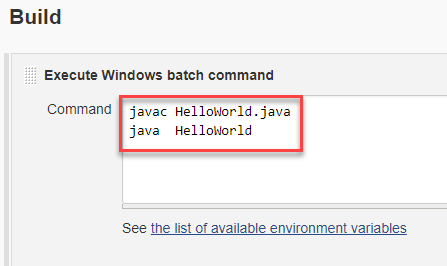 Build
Execute Windows batch command
Command
javac HelloWorld.java
java  HelloWorld
See the list of available environment variables